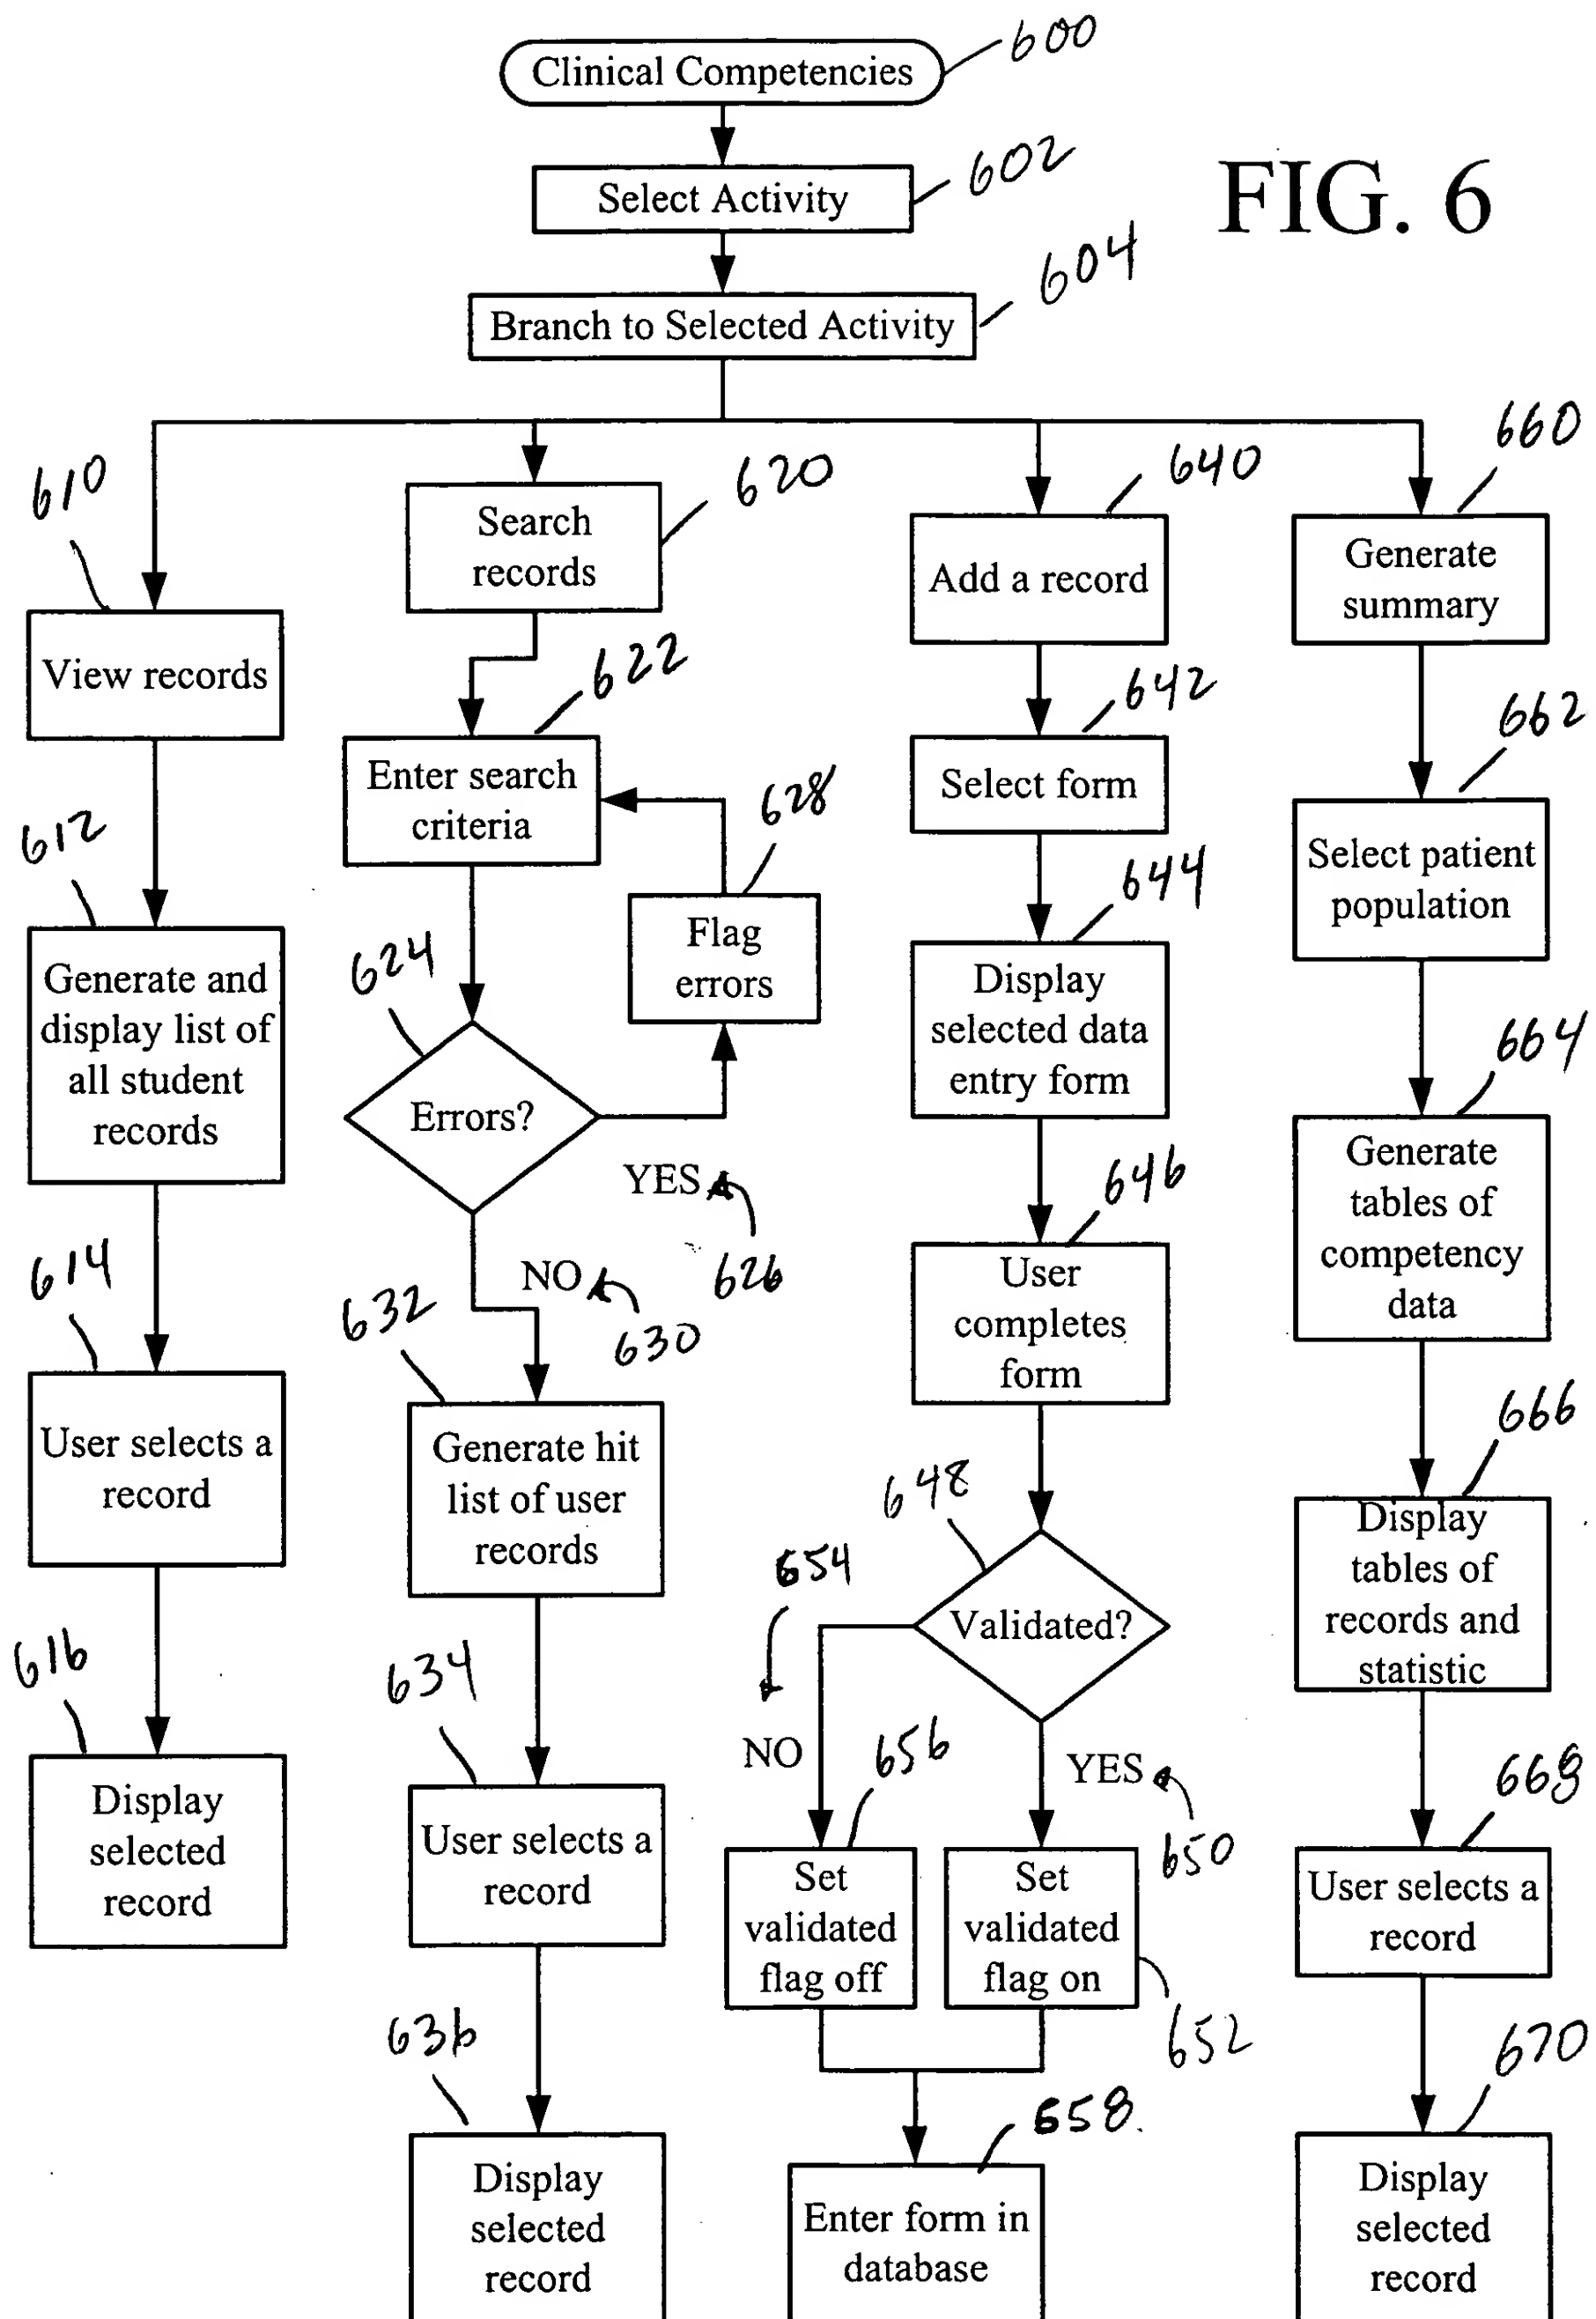 Clinical Competencies
600
Select Activity
602
FIG. 6
Branch to Selected Activity
604
610
View records
612
Generate and
display list of
all student
records
614
User selects a
record
616
Display
selected
record
620
Search
records
622
Enter search
criteria
628
Flag
errors
624
Errors?
YES
626
NO
630
632
Generate hit
list of user
records
634
User selects a
record
636
Display
selected
record
640
Add a record
642
Select form
644
Display
selected data
entry form
646
User
completes
form
648
Validated?
654
NO
656
Set
validated
flag off
YES
650
Set
validated
flag on
652
658.
Enter form in
database
660
Generate
summary
662
Select patient
population
664
Generate
tables of
competency
data
666
Display
tables of
records and
statistic
668
User selects a
record
670
Display
selected
record